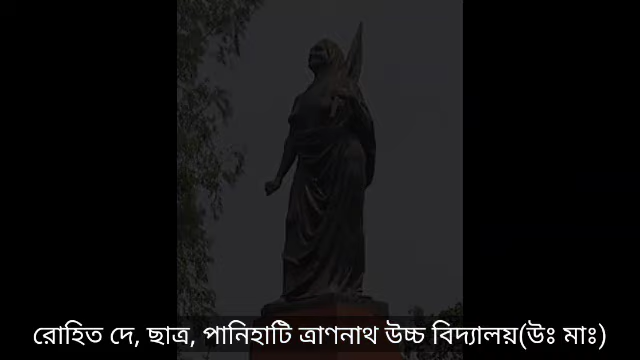 রোহিত দে, ছাত্র, পানিহাটি ত্রাণনাথ উচ্চ বিদ্যালয়(উঃ মাঃ)